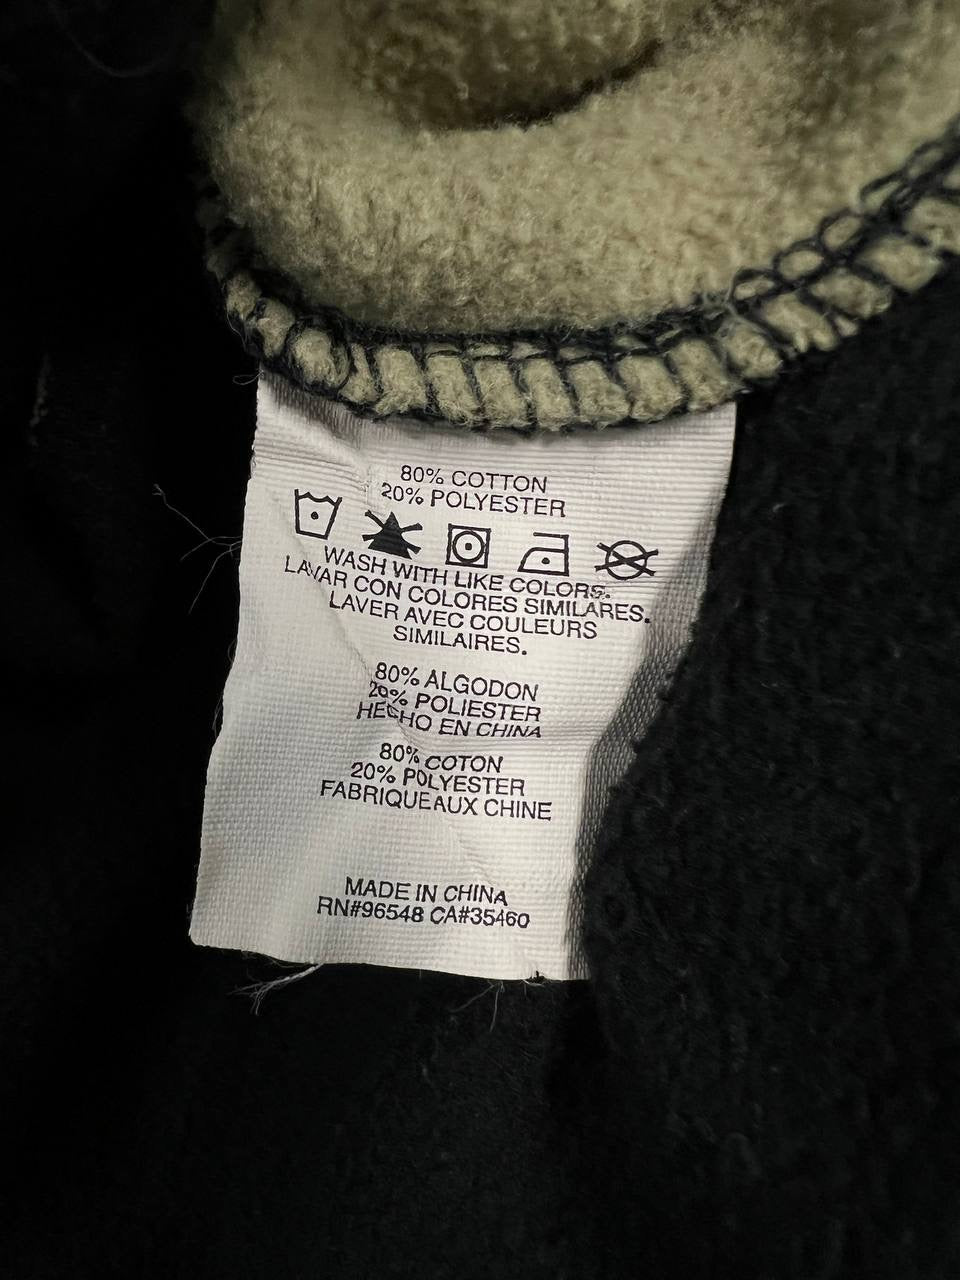 80% COTTON
20% POLYESTER
WASH WITH LIKE COLORS.
LAVAR CON COLORES SIMILARES.
LAVER AVEC COULEURS
SIMILAIRES.
80% ALGODON
20% POLIESTER
HECHO EN CHINA
80% COTON
20% POLYESTER
FABRIQUEAUX CHINE
MADE IN CHINA
RN#96548 CA#35460